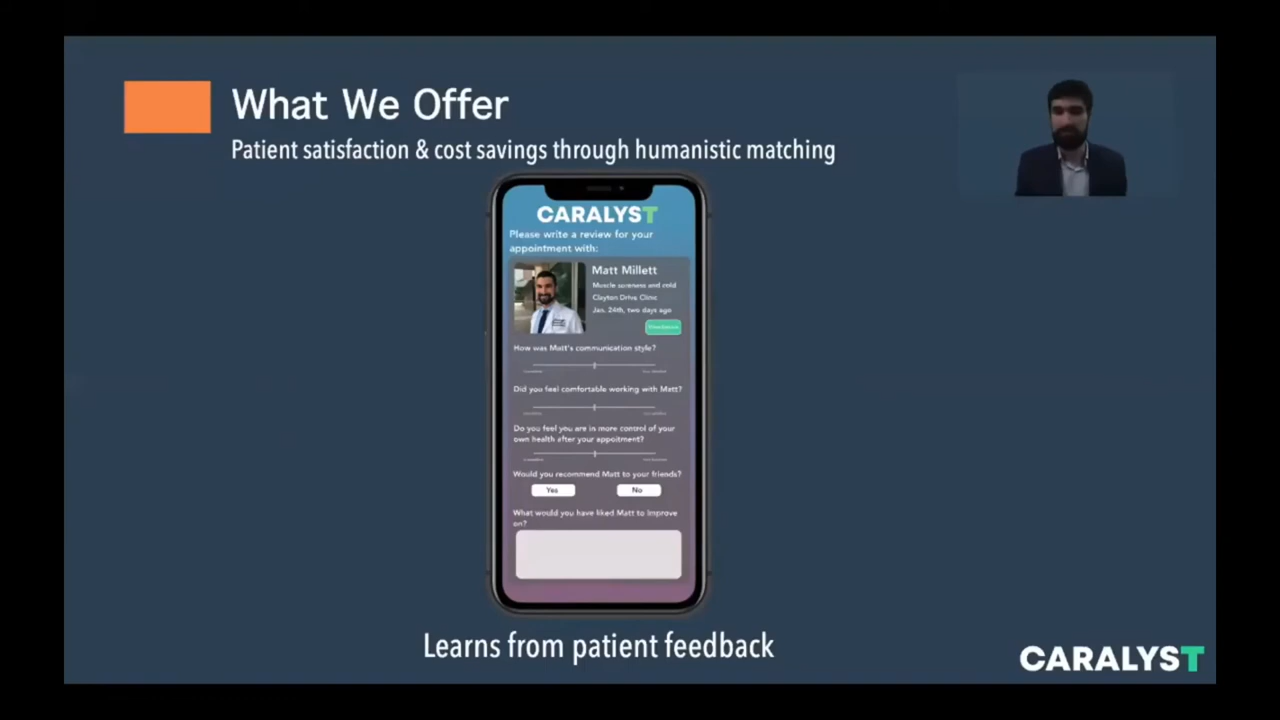 What We Offer
Patient satisfaction & cost savings through humanistic matching
CARALYST
Please write a review for your
appointment with:
Matt Millett
Muscle soreness and cold
Clayton Drive Clinic
Jan. 24th, two days ago
How was Matt's communication style?
Did you feel comfortable working with Matt?
Do you feel you are in more control of your
own health after your appoitment?
Would you recommend Matt to your friends?
Yes No
What would you have liked Matt to improve
on?
Learns from patient feedback
CARALYST